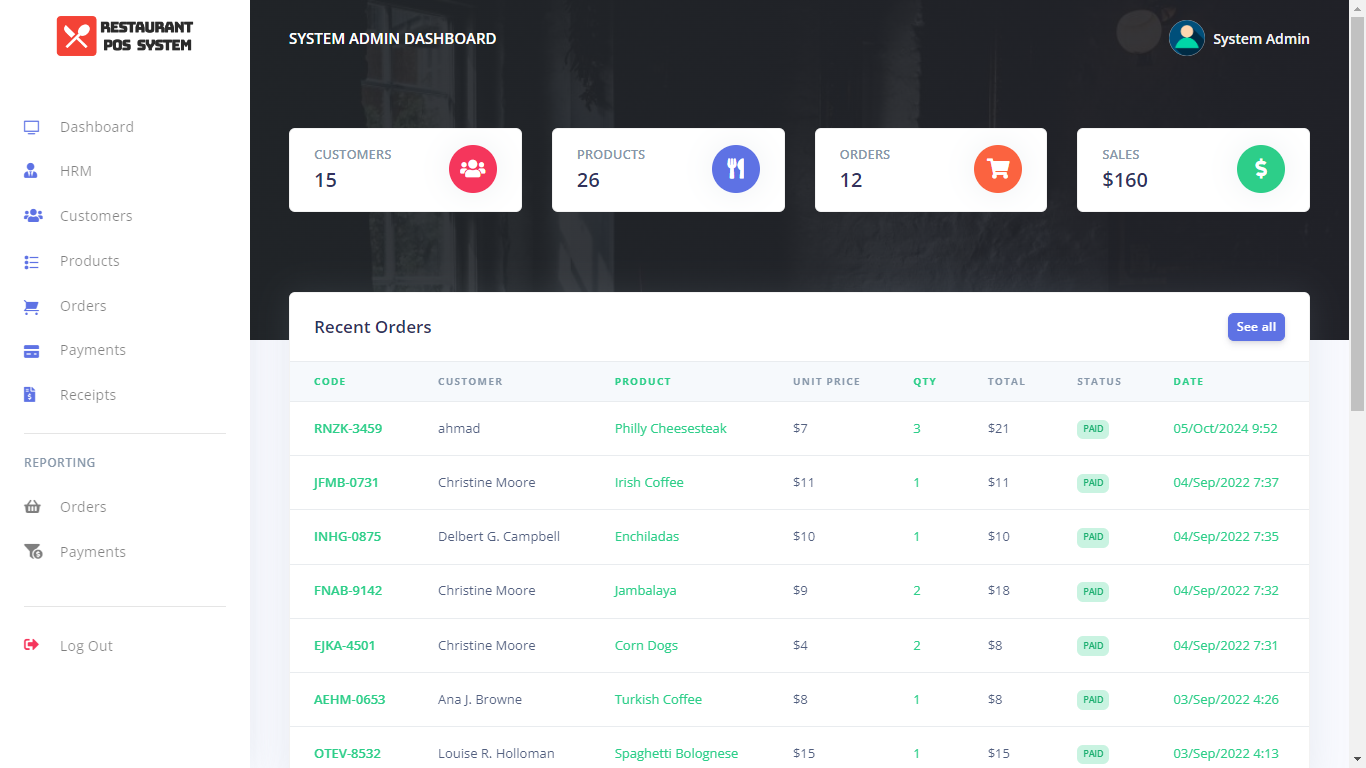 RESTAURANT
POS SYSTEM
Dashboard
HRM
Customers
Products
Orders
Payments
Receipts
REPORTING
Orders
Payments
Log Out
SYSTEM ADMIN DASHBOARD
System Admin
CUSTOMERS
15
PRODUCTS
26
ORDERS
12
SALES
$160
Recent Orders
See all
CODE CUSTOMER PRODUCT UNIT PRICE QTY TOTAL STATUS DATE
RNZK-3459 ahmad Philly Cheesesteak $7 3 $21 PAID 05/Oct/2024 9:52
JFMB-0731 Christine Moore Irish Coffee $11 1 $11 PAID 04/Sep/2022 7:37
INHG-0875 Delbert G. Campbell Enchiladas $10 1 $10 PAID 04/Sep/2022 7:35
FNAB-9142 Christine Moore Jambalaya $9 2 $18 PAID 04/Sep/2022 7:32
EJKA-4501 Christine Moore Corn Dogs $4 2 $8 PAID 04/Sep/2022 7:31
AEHM-0653 Ana J. Browne Turkish Coffee $8 1 $8 PAID 03/Sep/2022 4:26
OTEV-8532 Louise R. Holloman Spaghetti Bolognese $15 1 $15 PAID 03/Sep/2022 4:13